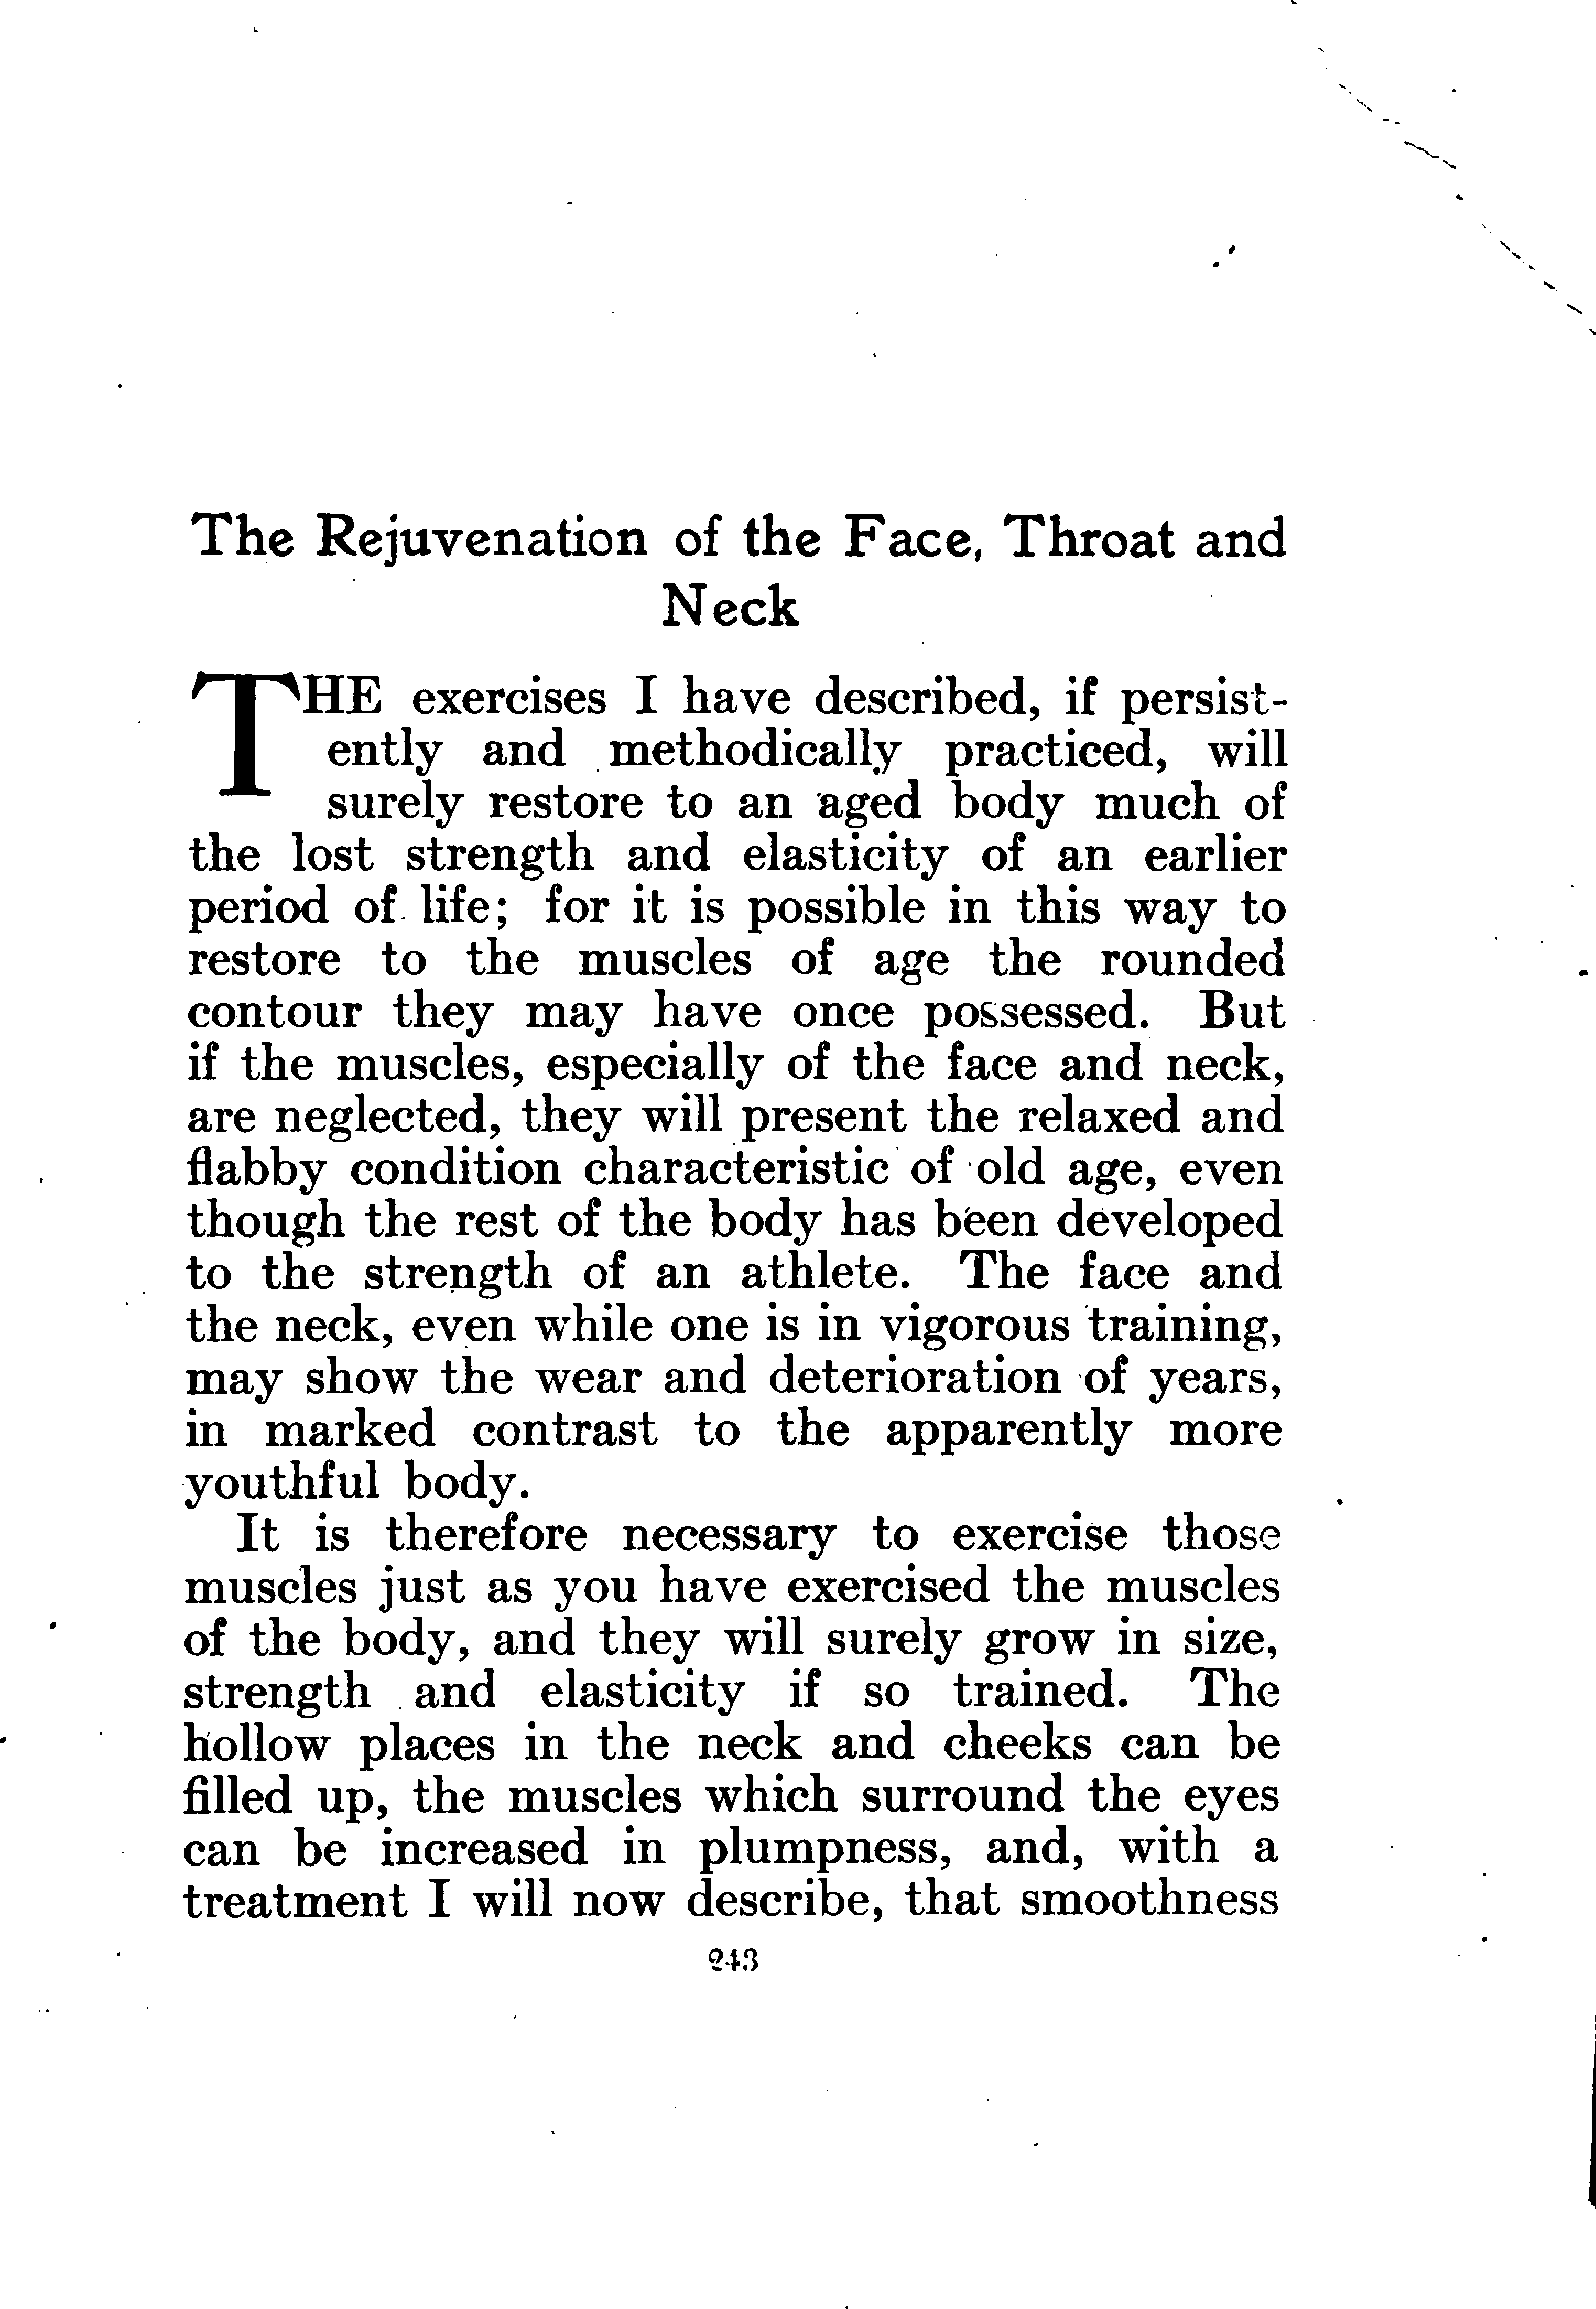 The Rejuvenation of the Face, Throat and
Neck
THE exercises I have described, if persist-
ently and methodically practiced, will
surely restore to an aged body much of
the lost strength and elasticity of an earlier
period of life; for it is possible in this way to
restore to the muscles of age the rounded
contour they may have once possessed. But
if the muscles, especially of the face and neck,
are neglected, they will present the relaxed and
flabby condition characteristic of old age, even
though the rest of the body has been developed
to the strength of an athlete. The face and
the neck, even while one is in vigorous training,
may show the wear and deterioration of years,
in marked contrast to the apparently more
youthful body.
It is therefore necessary to exercise those
muscles just as you have exercised the muscles
of the body, and they will surely grow in size,
strength and elasticity if so trained. The
hollow places in the neck and cheeks can be
filled up, the muscles which surround the eyes
can be increased in plumpness, and, with a
treatment I will now describe, that smoothness
243